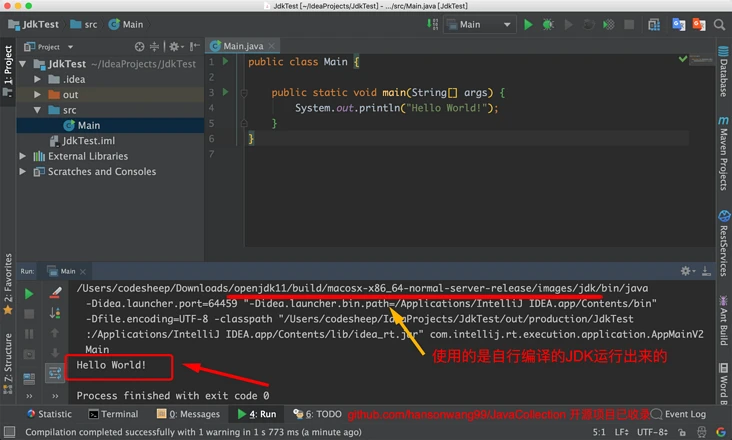 JdkTest [~/IdeaProjects/JdkTest] - .../src/Main.java [JdkTest]
JdkTest
src
Main
Main
Project
Main.java
1: Project
JdkTest ~/IdeaProjects/JdkTest
.idea
out
src
Main
JdkTest.iml
External Libraries
Scratches and Consoles
1 public class Main {
2
3 public static void main(String[] args) {
4 System.out.println("Hello World!");
5 }
6 }
7
Database
Maven Projects
RestServices
Ant Build
Word B
2: Favorites
7: Structure
Run: Main
/Users/codesheep/Downloads/openjdk11/build/macosx-x86_64-normal-server-release/images/jdk/bin/java
-Didea.launcher.port=64459 "-Didea.launcher.bin.path=/Applications/IntelliJ IDEA.app/Contents/bin"
-Dfile.encoding=UTF-8 -classpath "/Users/codesheep/IdeaProjects/JdkTest/out/production/JdkTest
:/Applications/IntelliJ IDEA.app/Contents/lib/idea_rt.jar" com.intellij.rt.execution.application.AppMainV2
Main
使用的是自行编译的JDK运行出来的
Hello World!
Process finished with exit code 0
Statistic
Terminal
0: Messages
4: Run
6: TODO
github.com/hansonwang99/JavaCollection 开源项目已收录
Event Log
Compilation completed successfully with 1 warning in 1 s 773 ms (a minute ago)
5:1 LF÷ UTF-8÷